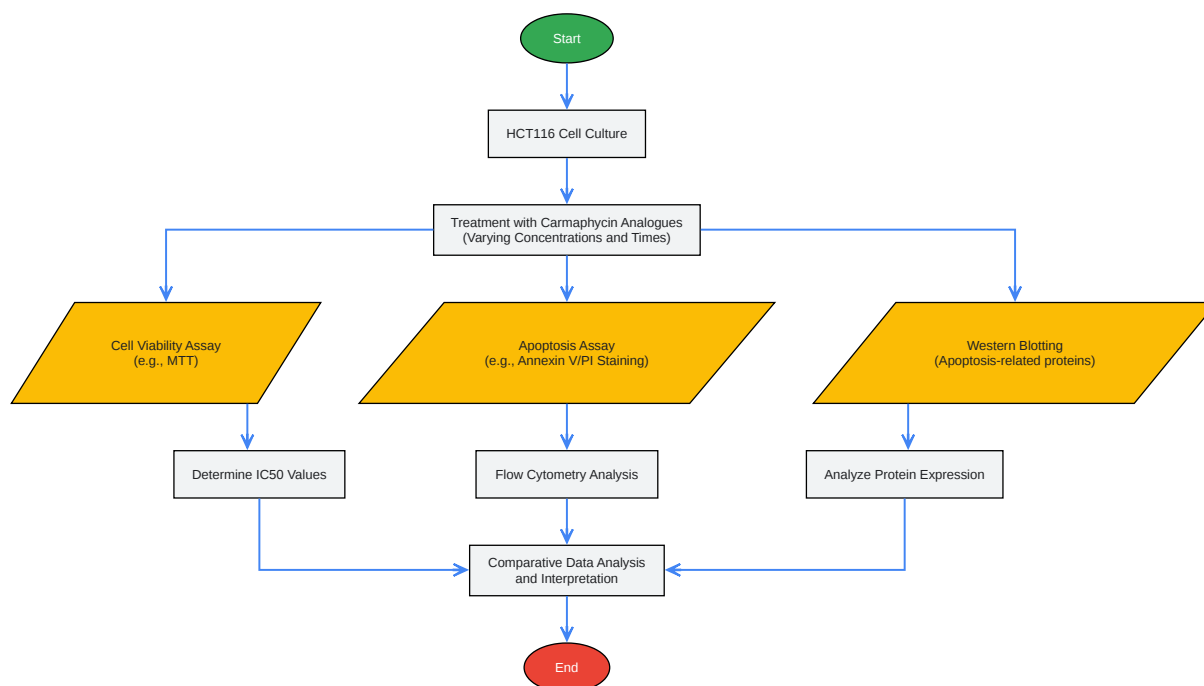 Start
HCT116 Cell Culture
Treatment with Carmaphycin Analogues
(Varying Concentrations and Times)
Cell Viability Assay
(e.g., MTT)
Apoptosis Assay
(e.g., Annexin V/PI Staining)
Western Blotting
(Apoptosis-related proteins)
Determine IC50 Values
Flow Cytometry Analysis
Analyze Protein Expression
Comparative Data Analysis
and Interpretation
End